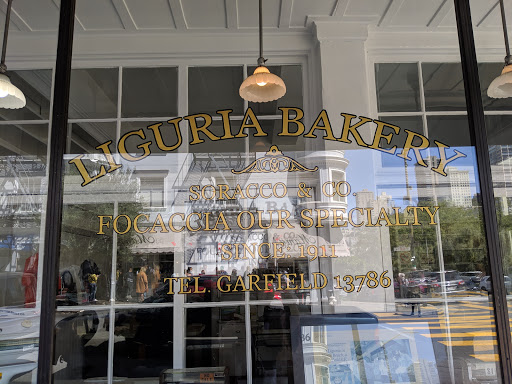 LIGURIA BAKERY
SORACCO & CO.
FOCACCIA OUR SPECIALTY
SINCE 1911
TEL. GARFIELD 13786